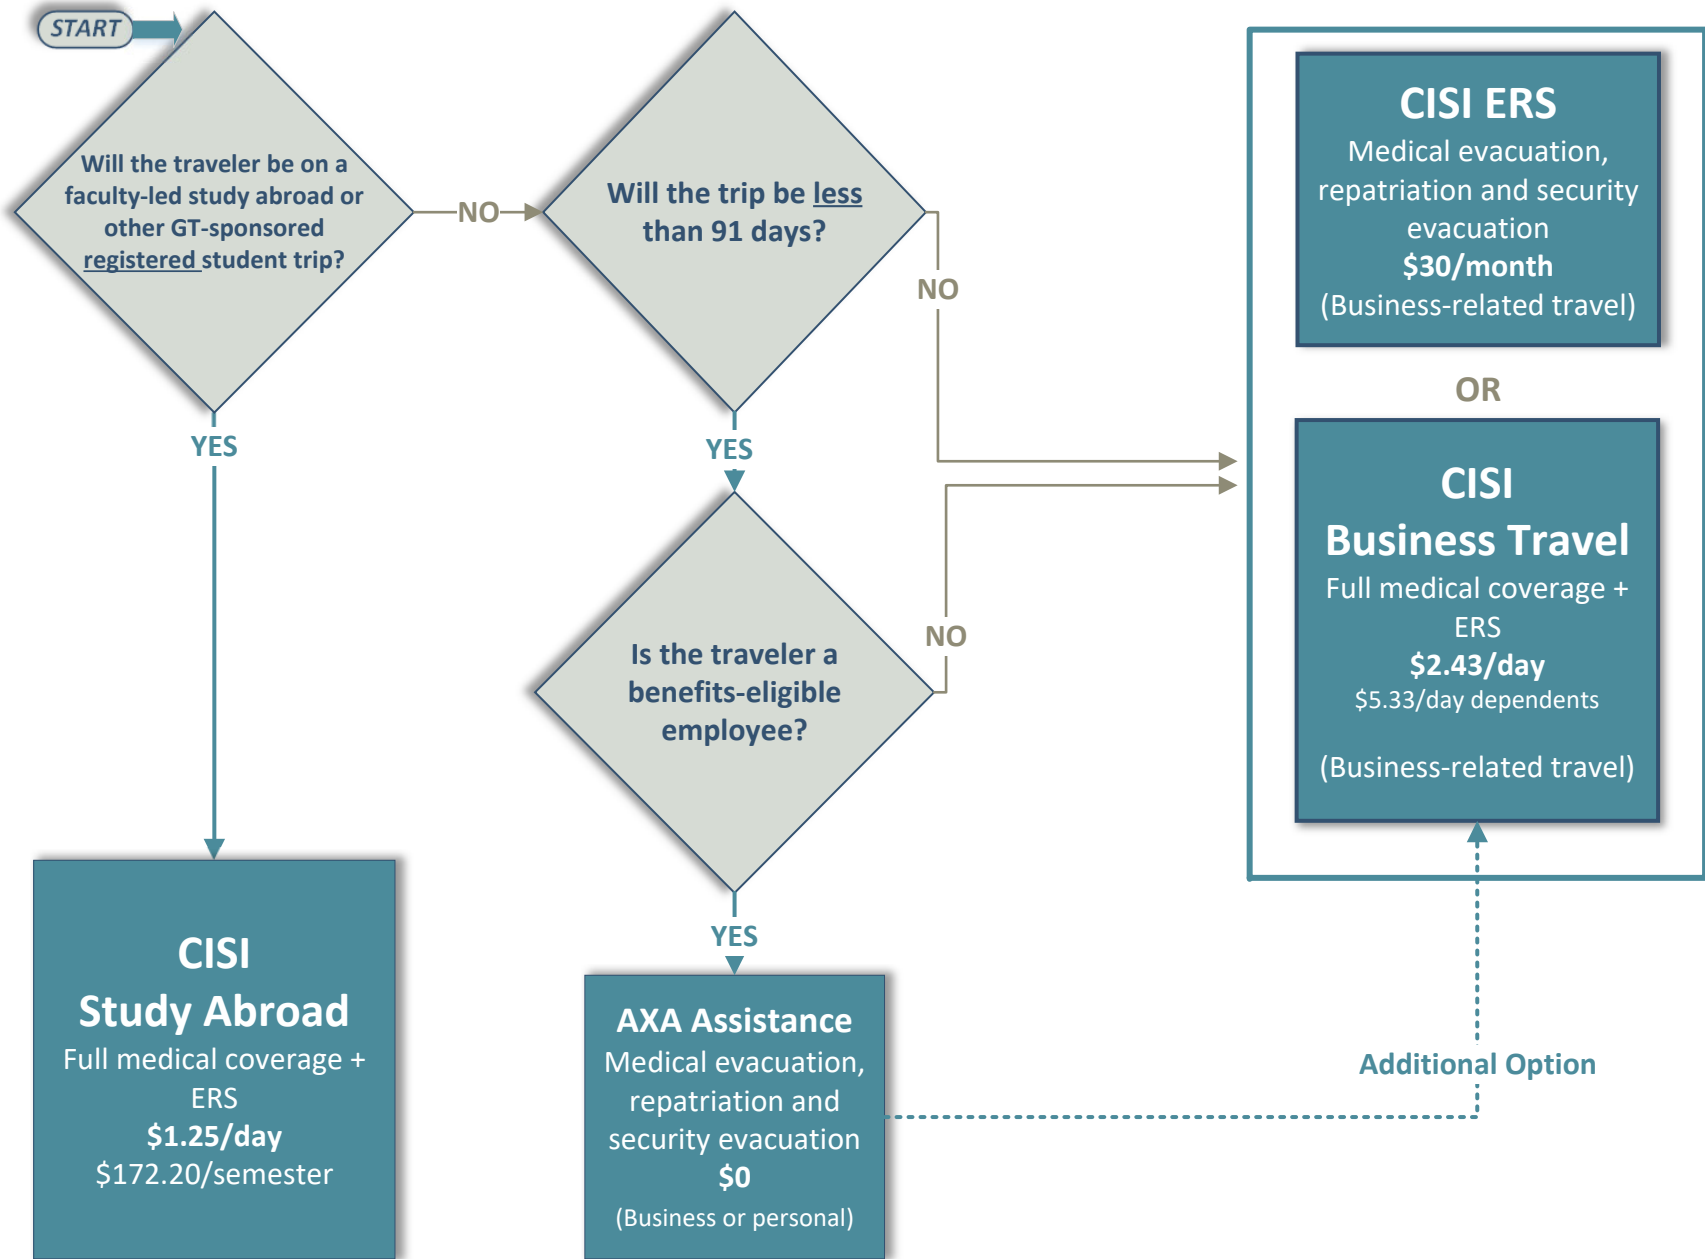 START
Will the traveler be on a
faculty-led study abroad or
other GT-sponsored
registered student trip?
NO
Will the trip be less
than 91 days?
NO
CISI ERS
Medical evacuation,
repatriation and security
evacuation
$30/month
(Business-related travel)
OR
CISI
Business Travel
Full medical coverage +
ERS
$2.43/day
$5.33/day dependents
(Business-related travel)
YES
YES
Is the traveler a
benefits-eligible
employee?
NO
YES
CISI
Study Abroad
Full medical coverage +
ERS
$1.25/day
$172.20/semester
AXA Assistance
Medical evacuation,
repatriation and
security evacuation
$0
(Business or personal)
Additional Option